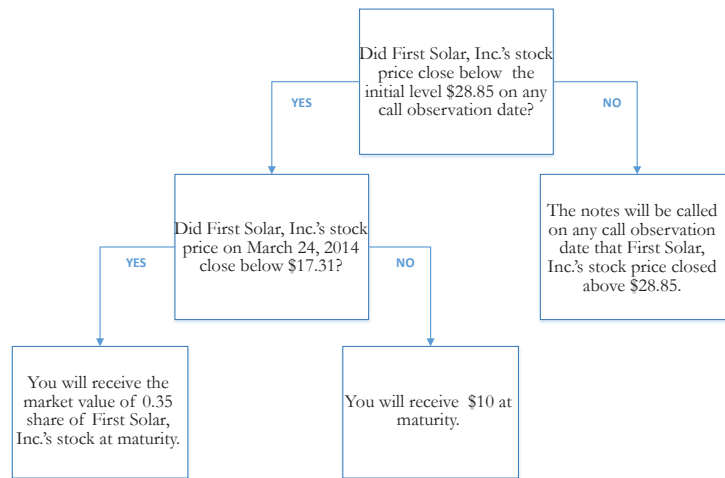 Did First Solar, Inc.'s stock
price close below the
initial level $28.85 on any
call observation date?
YES
NO
Did First Solar, Inc.'s stock
price on March 24, 2014
close below $17.31?
The notes will be called
on any call observation
date that First Solar,
Inc.'s stock price closed
above $28.85.
YES
NO
You will receive the
market value of 0.35
share of First Solar,
Inc.'s stock at maturity.
You will receive $10 at
maturity.